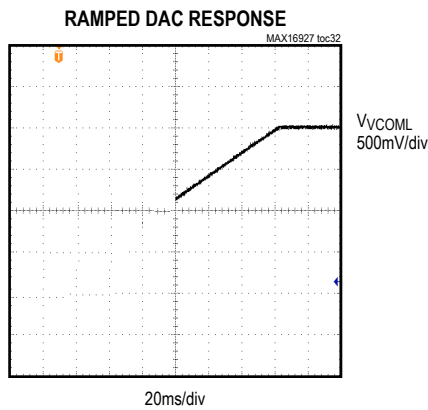 RAMPED DAC RESPONSE
MAX16927 toc32
T
VVCOML
500mV/div
20ms/div